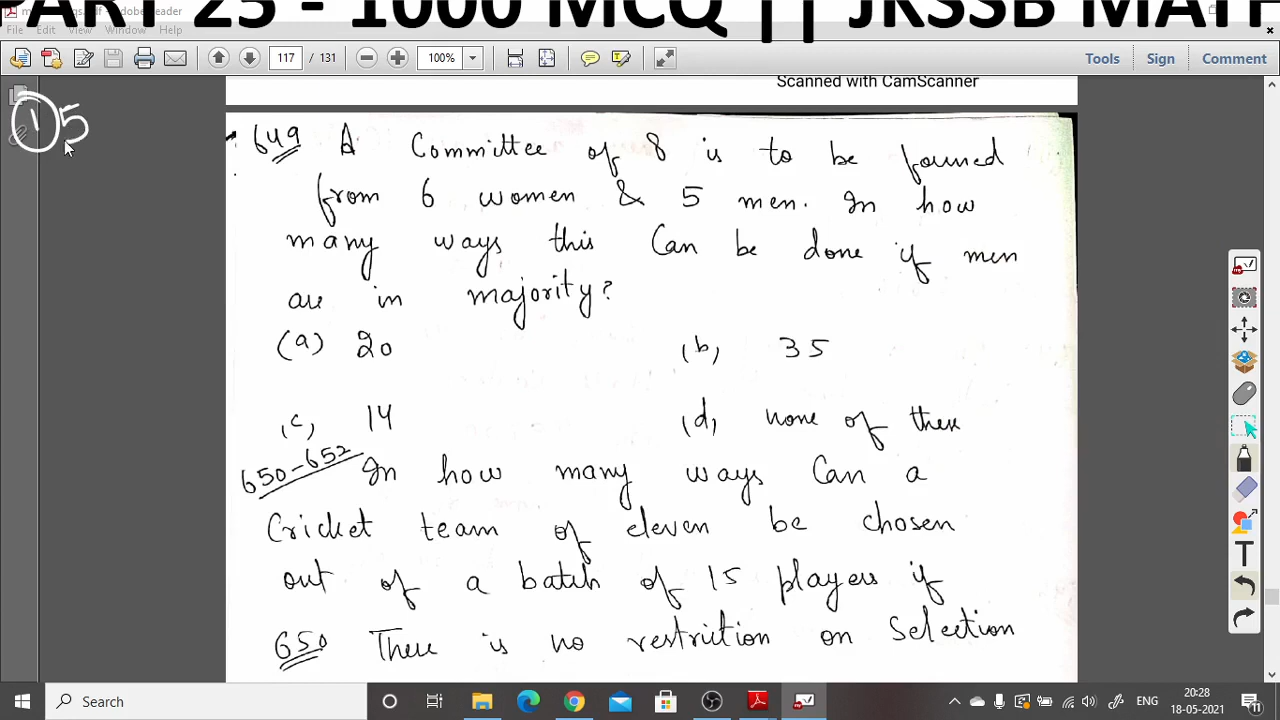 ART 25 - 1000 MCQ || JKSSB MATH
File Edit View Window Help
117 / 131
100%
Tools Sign Comment
Scanned with CamScanner
① 5
649 A Committee of 8 is to be formed
from 6 women & 5 men. In how
many ways this Can be done if men
are in majority?
(a) 20 (b) 35
(c) 14 (d) none of these
650-652 In how many ways Can a
Cricket team of eleven be chosen
out of a batch of 15 players if
650 There is no restriction on Selection
Search
ENG
20:28
18-05-2021